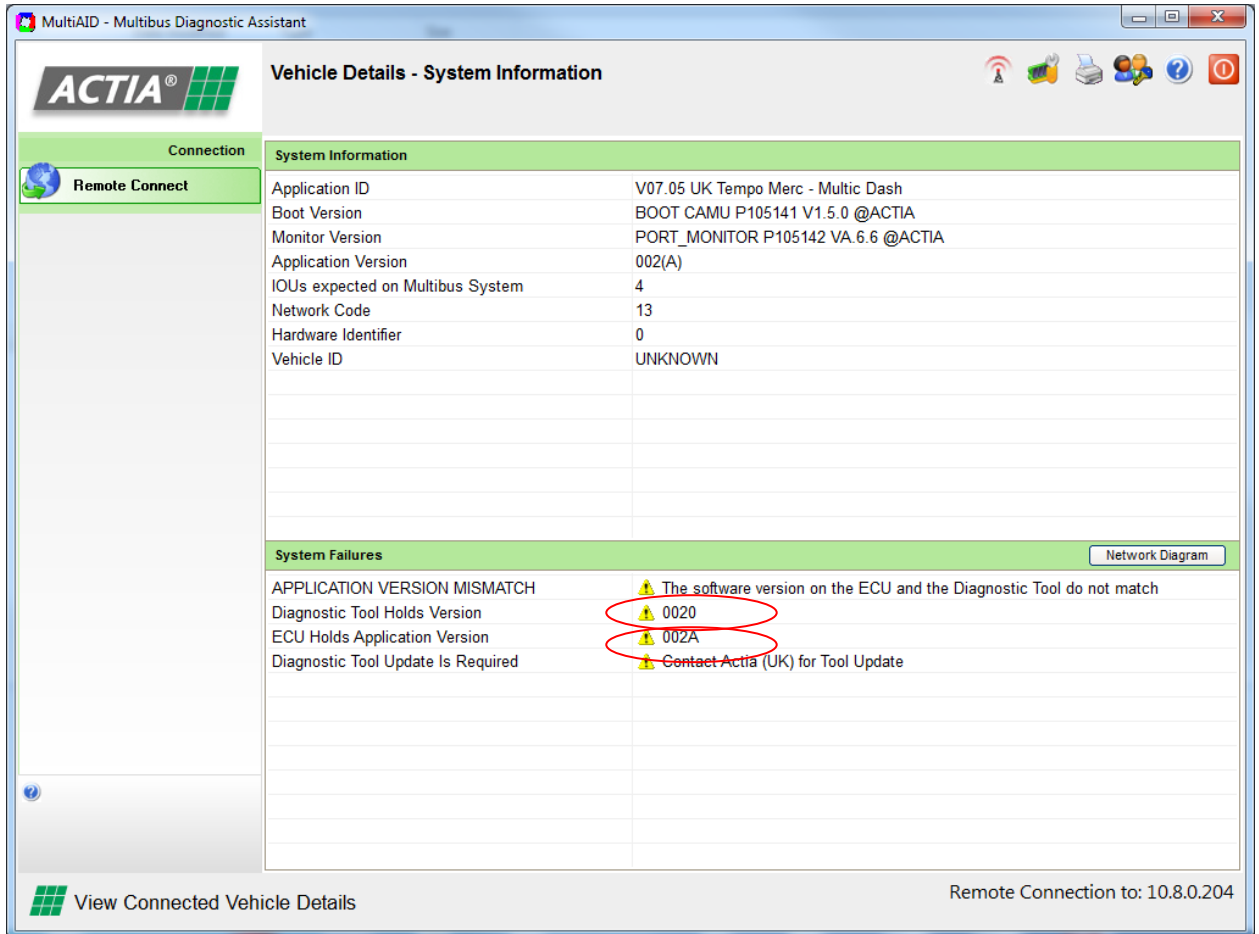 MultiAID - Multibus Diagnostic Assistant
ACTIA®
Vehicle Details - System Information
Connection
Remote Connect
System Information
Application ID V07.05 UK Tempo Merc - Multic Dash
Boot Version BOOT CAMU P105141 V1.5.0 @ACTIA
Monitor Version PORT_MONITOR P105142 VA.6.6 @ACTIA
Application Version 002(A)
IOUs expected on Multibus System 4
Network Code 13
Hardware Identifier 0
Vehicle ID UNKNOWN
System Failures Network Diagram
APPLICATION VERSION MISMATCH The software version on the ECU and the Diagnostic Tool do not match
Diagnostic Tool Holds Version 0020
ECU Holds Application Version 002A
Diagnostic Tool Update Is Required Contact Actia (UK) for Tool Update
View Connected Vehicle Details
Remote Connection to: 10.8.0.204